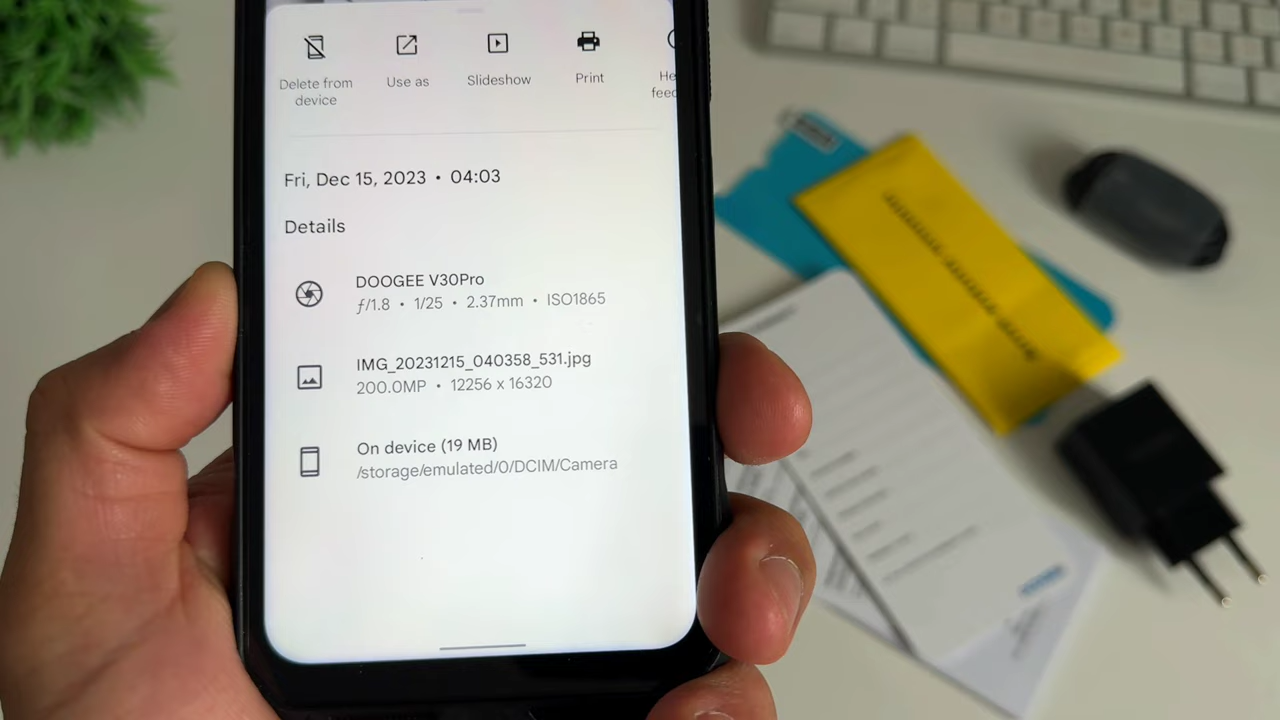 Delete from
device
Use as
Slideshow
Print
He
feed
Fri, Dec 15, 2023 • 04:03
Details
DOOGEE V30Pro
ƒ/1.8 • 1/25 • 2.37mm • ISO1865
IMG_20231215_040358_531.jpg
200.0MP • 12256 x 16320
On device (19 MB)
/storage/emulated/0/DCIM/Camera